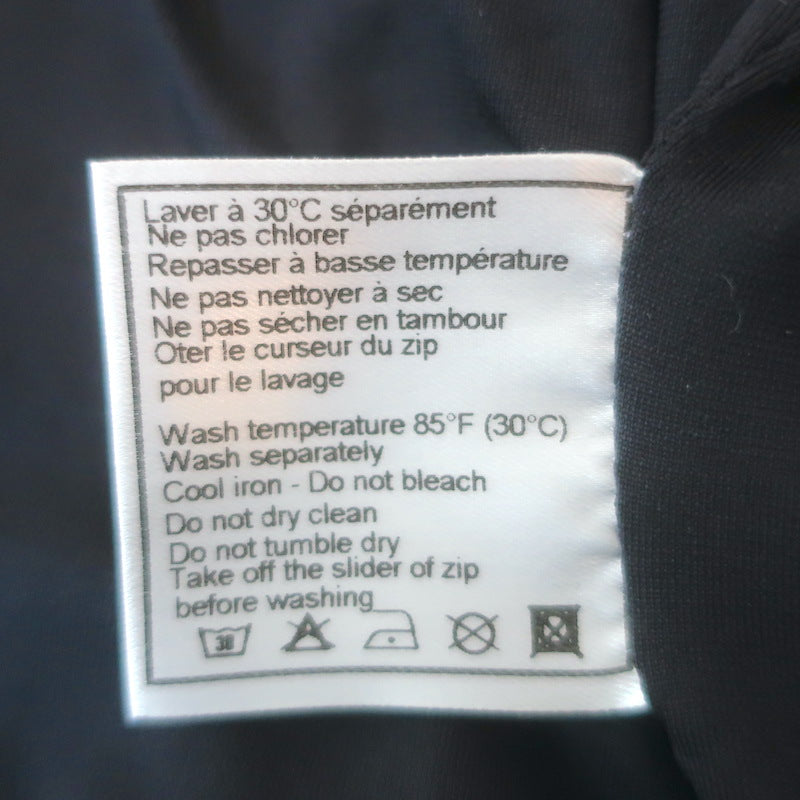 Laver à 30°C séparément
Ne pas chlorer
Repasser à basse température
Ne pas nettoyer à sec
Ne pas sécher en tambour
Oter le curseur du zip
pour le lavage
Wash temperature 85°F (30°C)
Wash separately
Cool iron - Do not bleach
Do not dry clean
Do not tumble dry
Take off the slider of zip
before washing
30